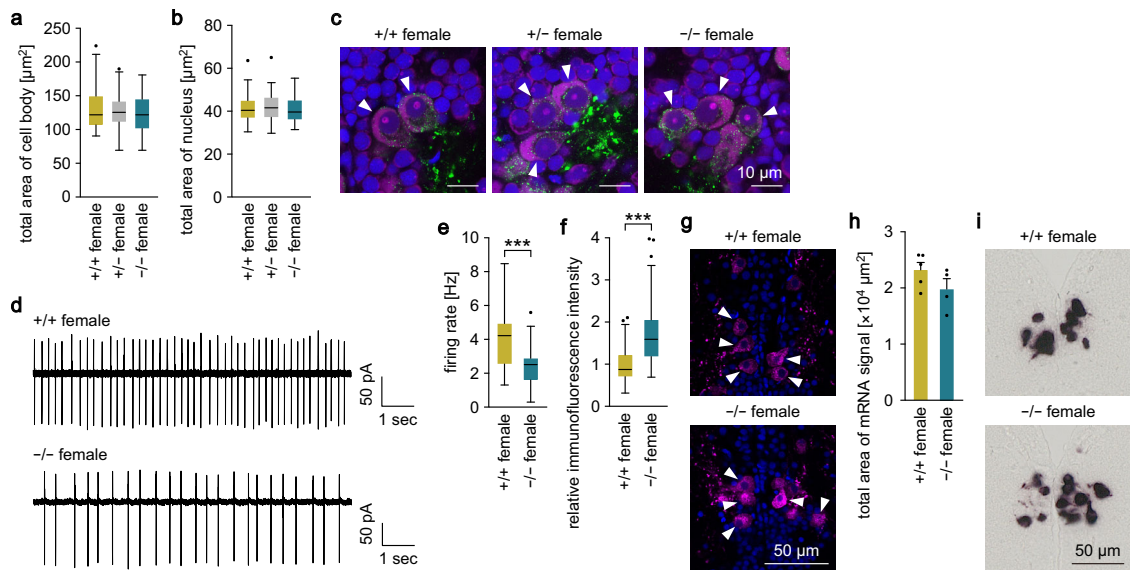 a
total area of cell body [µm²]
250
200
150
100
50
0
+/+ female
+/− female
−/− female
b
total area of nucleus [µm²]
80
60
40
20
0
+/+ female
+/− female
−/− female
c
+/+ female
+/− female
−/− female
10 µm
d
+/+ female
50 pA
1 sec
−/− female
50 pA
1 sec
e
firing rate [Hz]
10
8
6
4
2
0
***
+/+ female
−/− female
f
relative immunofluorescence intensity
4
3
2
1
0
***
+/+ female
−/− female
g
+/+ female
−/− female
50 µm
h
total area of mRNA signal [×10⁴ µm²]
3
2
1
0
+/+ female
−/− female
i
+/+ female
−/− female
50 µm